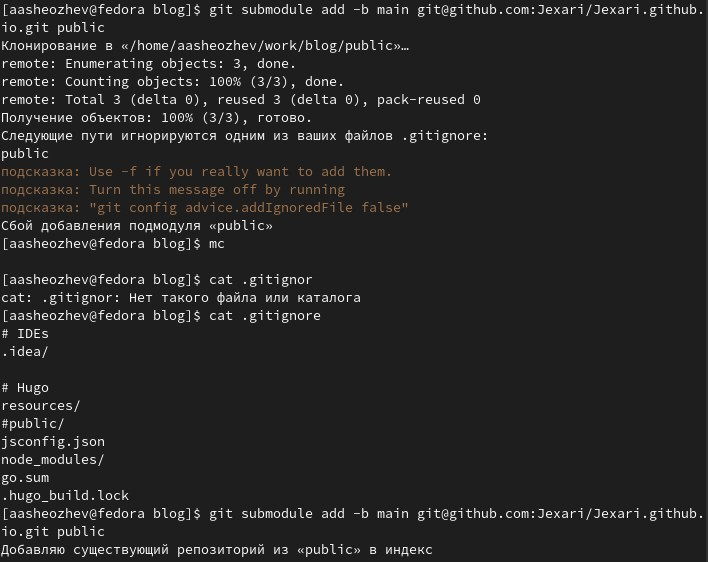 [aasheozhev@fedora blog]$ git submodule add -b main git@github.com:Jexari/Jexari.github.
io.git public
Клонирование в «/home/aasheozhev/work/blog/public»…
remote: Enumerating objects: 3, done.
remote: Counting objects: 100% (3/3), done.
remote: Total 3 (delta 0), reused 3 (delta 0), pack-reused 0
Получение объектов: 100% (3/3), готово.
Следующие пути игнорируются одним из ваших файлов .gitignore:
public
подсказка: Use -f if you really want to add them.
подсказка: Turn this message off by running
подсказка: "git config advice.addIgnoredFile false"
Сбой добавления подмодуля «public»
[aasheozhev@fedora blog]$ mc
[aasheozhev@fedora blog]$ cat .gitignor
cat: .gitignor: Нет такого файла или каталога
[aasheozhev@fedora blog]$ cat .gitignore
# IDEs
.idea/
# Hugo
resources/
#public/
jsconfig.json
node_modules/
go.sum
.hugo_build.lock
[aasheozhev@fedora blog]$ git submodule add -b main git@github.com:Jexari/Jexari.github.
io.git public
Добавляю существующий репозиторий из «public» в индекс